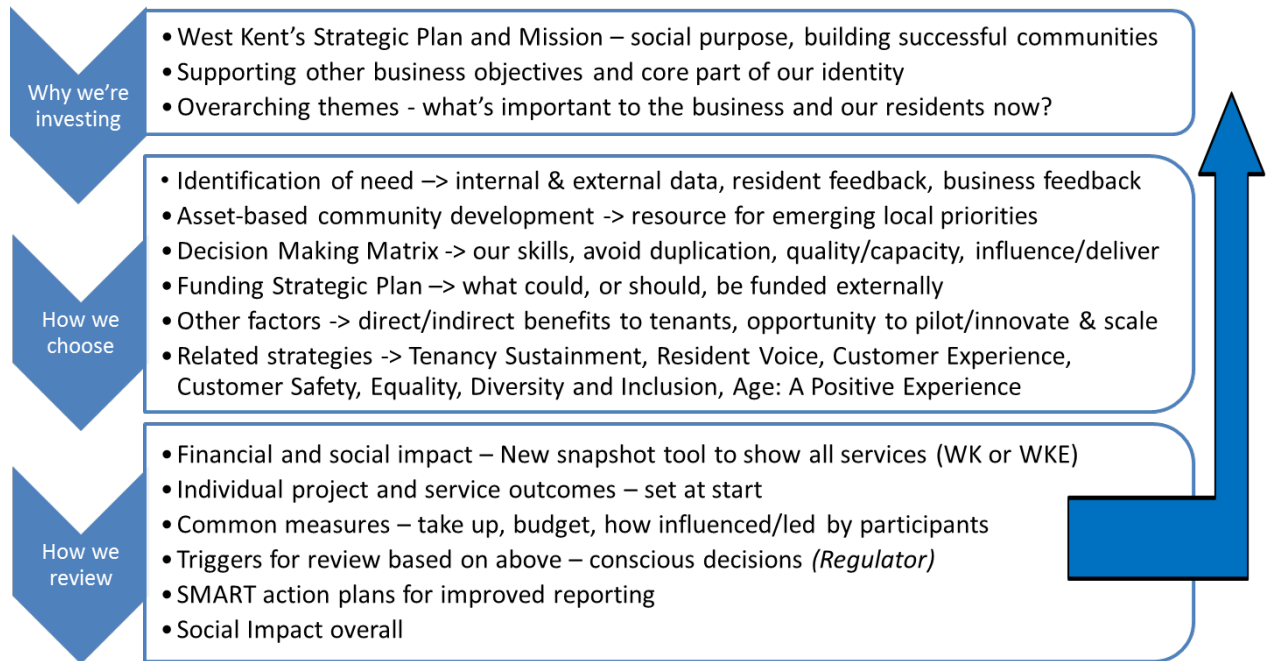 Why we're
investing
• West Kent's Strategic Plan and Mission – social purpose, building successful communities
• Supporting other business objectives and core part of our identity
• Overarching themes - what's important to the business and our residents now?
How we
choose
• Identification of need –> internal & external data, resident feedback, business feedback
• Asset-based community development -> resource for emerging local priorities
• Decision Making Matrix -> our skills, avoid duplication, quality/capacity, influence/deliver
• Funding Strategic Plan –> what could, or should, be funded externally
• Other factors -> direct/indirect benefits to tenants, opportunity to pilot/innovate & scale
• Related strategies -> Tenancy Sustainment, Resident Voice, Customer Experience,
Customer Safety, Equality, Diversity and Inclusion, Age: A Positive Experience
How we
review
• Financial and social impact – New snapshot tool to show all services (WK or WKE)
• Individual project and service outcomes – set at start
• Common measures – take up, budget, how influenced/led by participants
• Triggers for review based on above – conscious decisions (Regulator)
• SMART action plans for improved reporting
• Social Impact overall